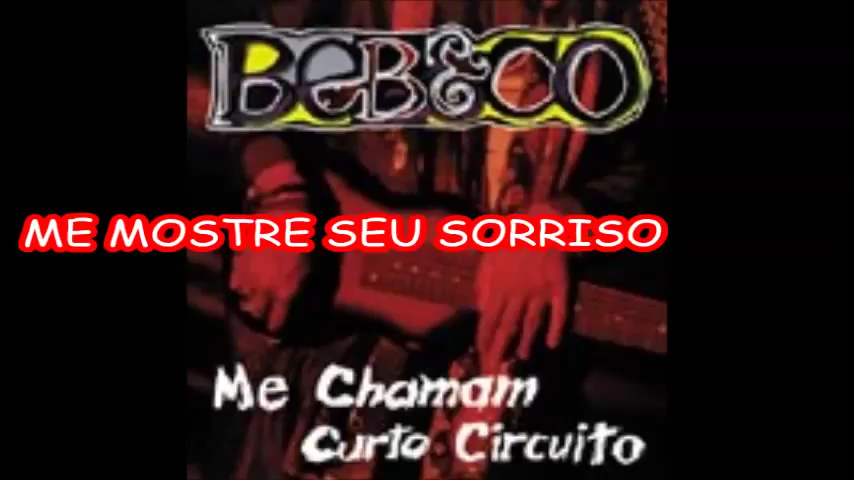 BeB&CO
ME MOSTRE SEU SORRISO
Me Chamam
Curto Circuito